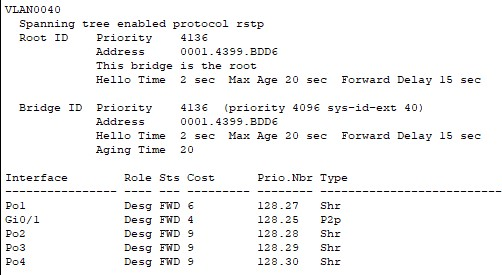 VLAN0040
Spanning tree enabled protocol rstp
Root ID Priority 4136
Address 0001.4399.BDD6
This bridge is the root
Hello Time 2 sec Max Age 20 sec Forward Delay 15 sec
Bridge ID Priority 4136 (priority 4096 sys-id-ext 40)
Address 0001.4399.BDD6
Hello Time 2 sec Max Age 20 sec Forward Delay 15 sec
Aging Time 20
Interface Role Sts Cost Prio.Nbr Type
---------------- ---- --- --------- -------- --------------------------------
Po1 Desg FWD 6 128.27 Shr
Gi0/1 Desg FWD 4 128.25 P2p
Po2 Desg FWD 9 128.28 Shr
Po3 Desg FWD 9 128.29 Shr
Po4 Desg FWD 9 128.30 Shr